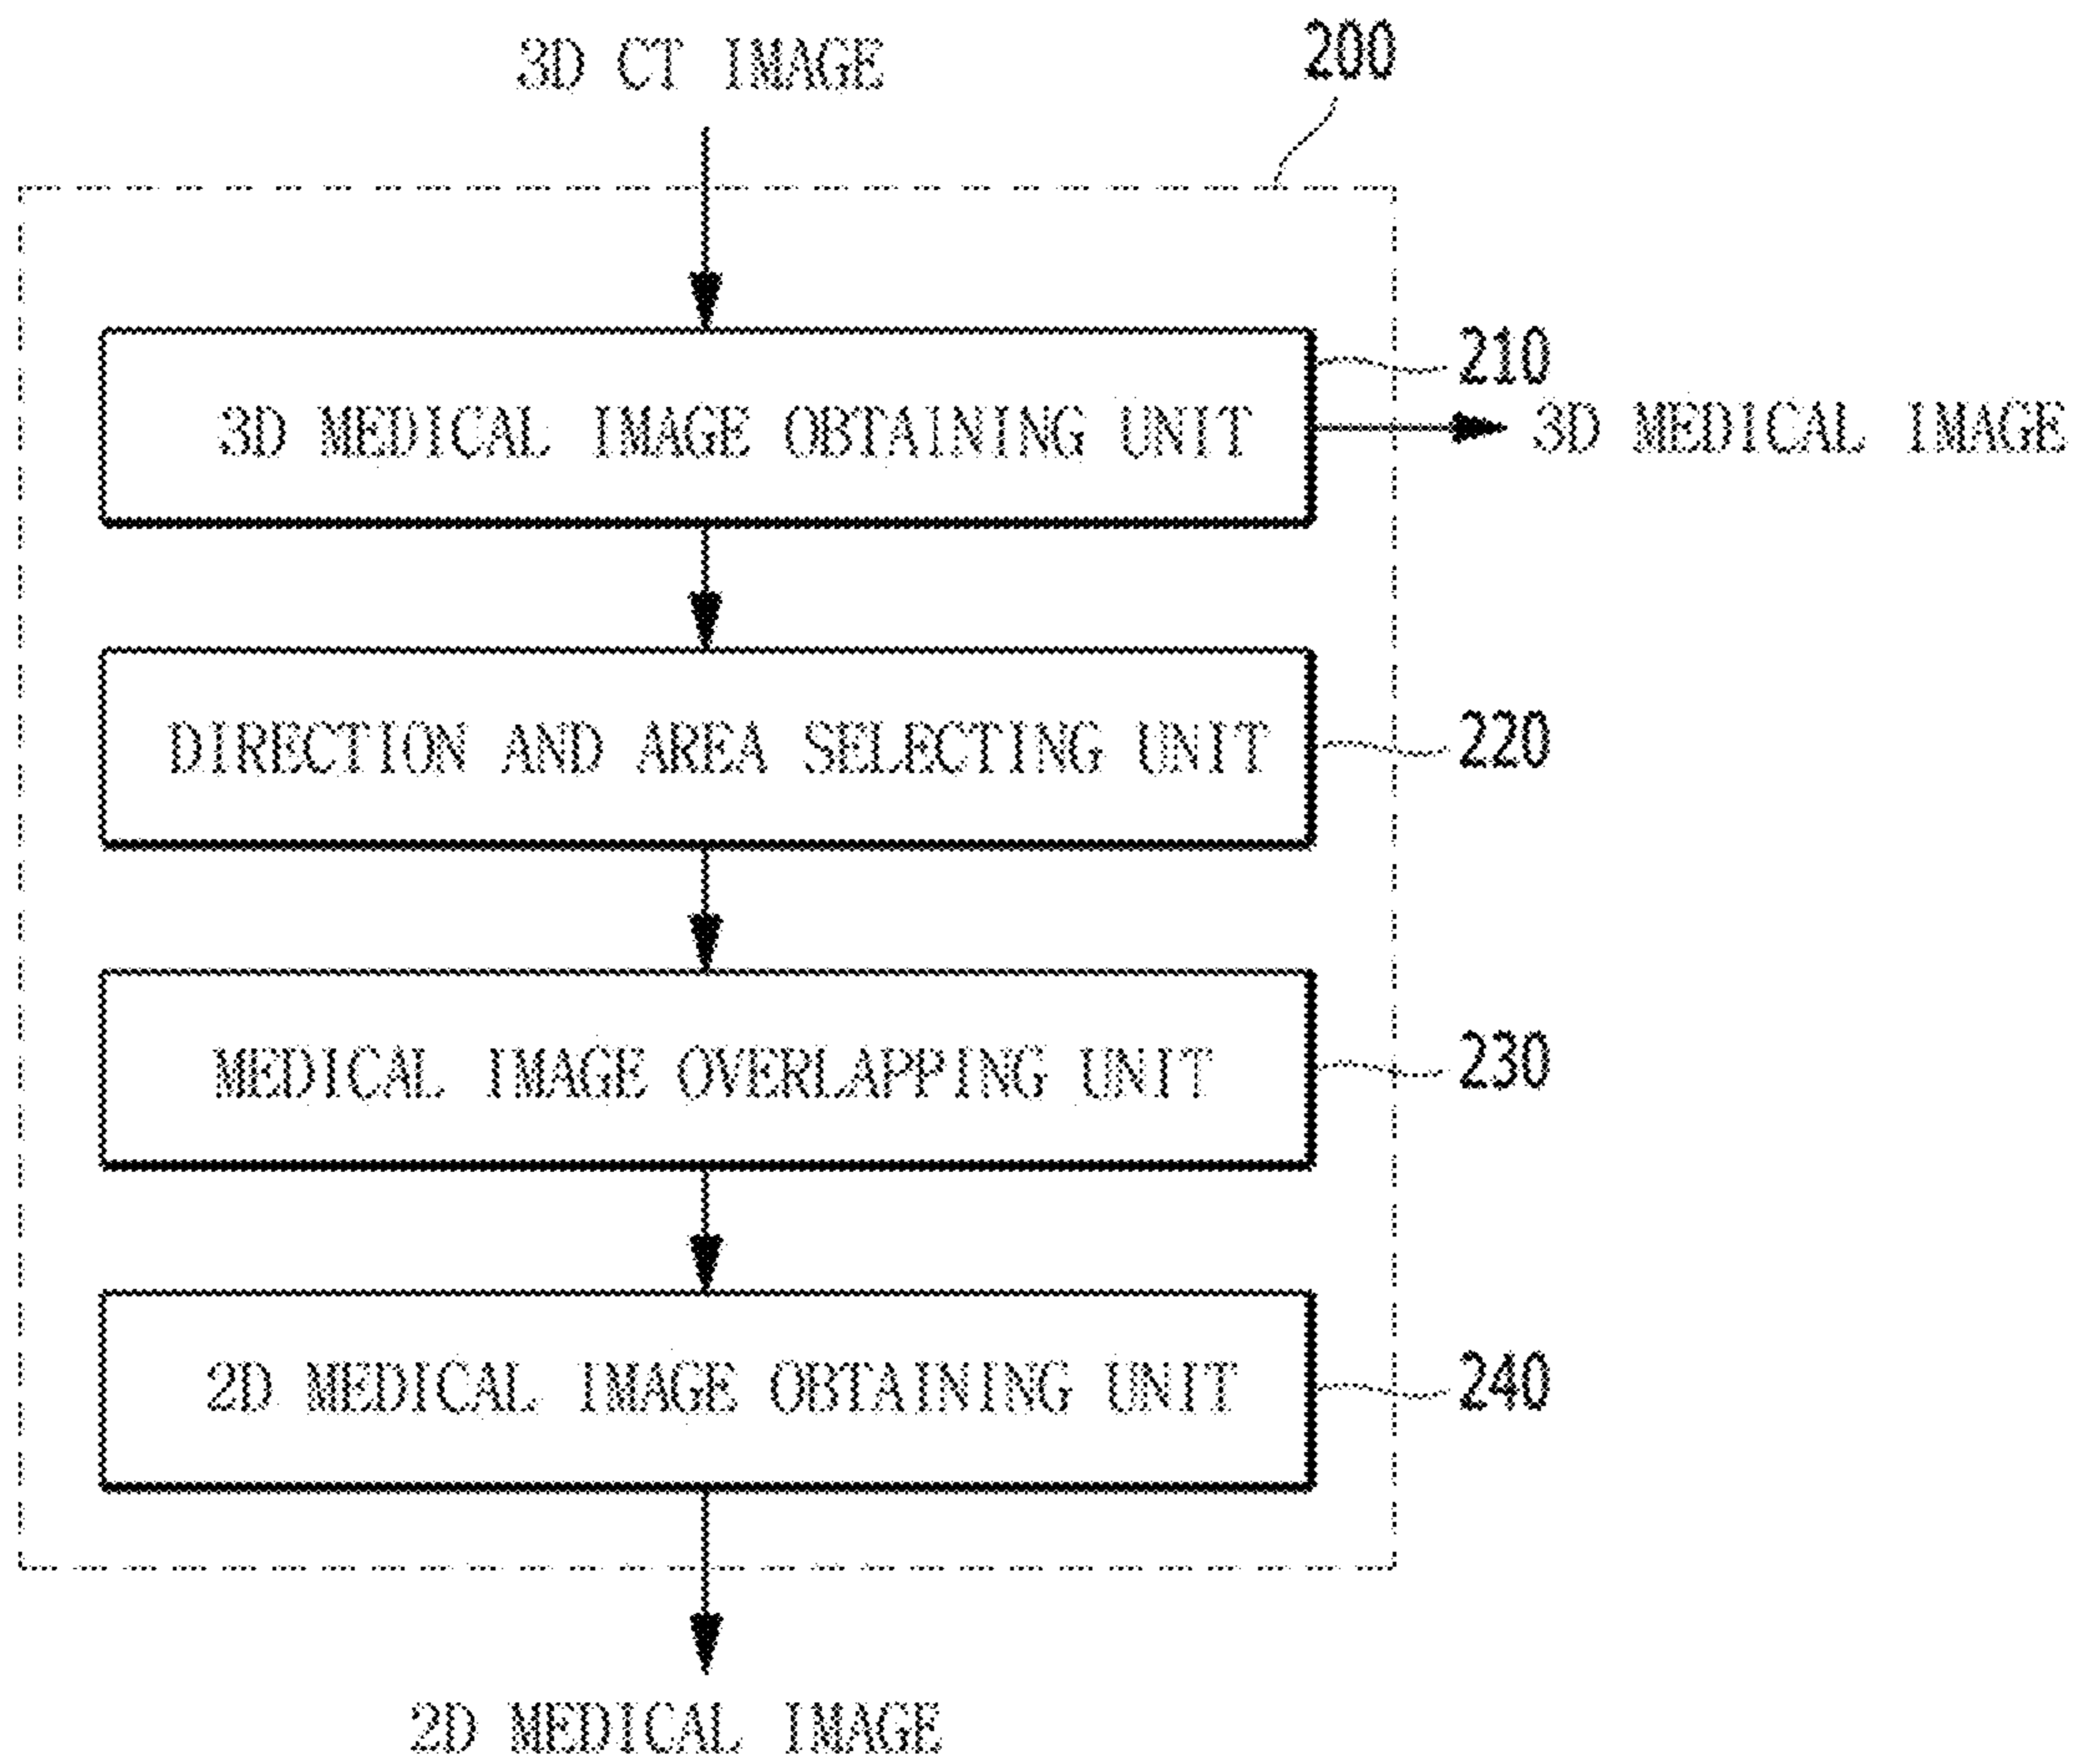 3D CT IMAGE
200
210
3D MEDICAL IMAGE OBTAINING UNIT
3D MEDICAL IMAGE
DIRECTION AND AREA SELECTING UNIT
220
MEDICAL IMAGE OVERLAPPING UNIT
230
2D MEDICAL IMAGE OBTAINING UNIT
240
2D MEDICAL IMAGE